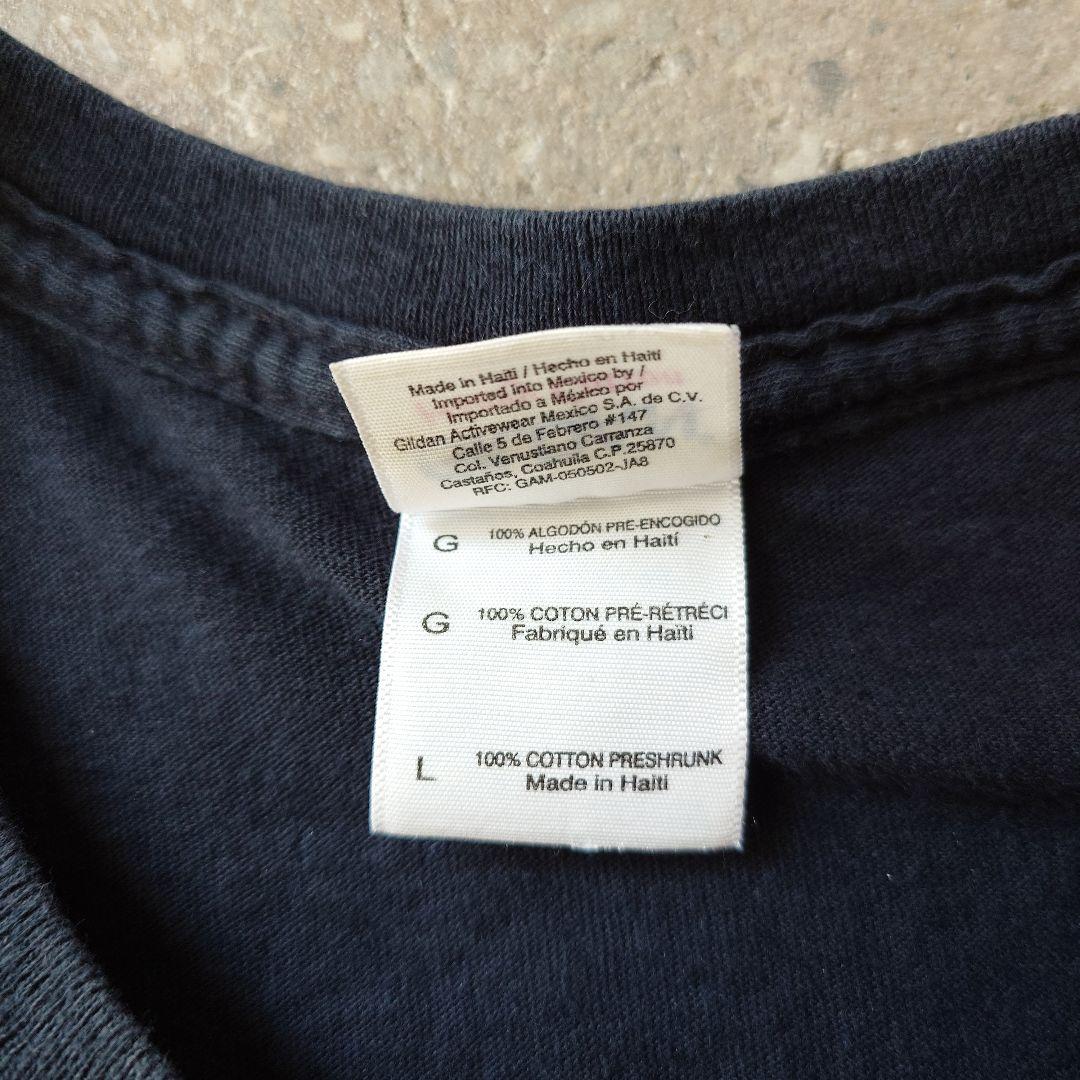 Made in Haïti / Hecho en Haití
Imported into Mexico by /
Importado a México por
Gildan Activewear Mexico S.A. de C.V.
Calle 5 de Febrero #147
Col. Venustiano Carranza
Castaños, Coahuila C.P.25870
RFC: GAM-050502-JA8
G 100% ALGODÓN PRE-ENCOGIDO
Hecho en Haití
G 100% COTON PRÉ-RÉTRÉCI
Fabriqué en Haïti
L 100% COTTON PRESHRUNK
Made in Haiti